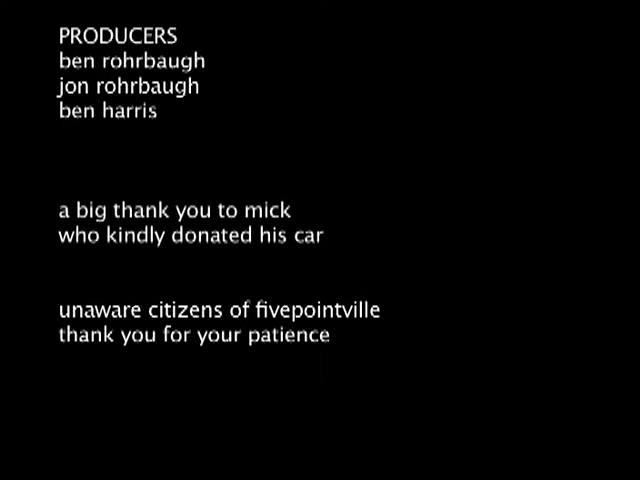 PRODUCERS
ben rohrbaugh
jon rohrbaugh
ben harris
a big thank you to mick
who kindly donated his car
unaware citizens of fivepointville
thank you for your patience